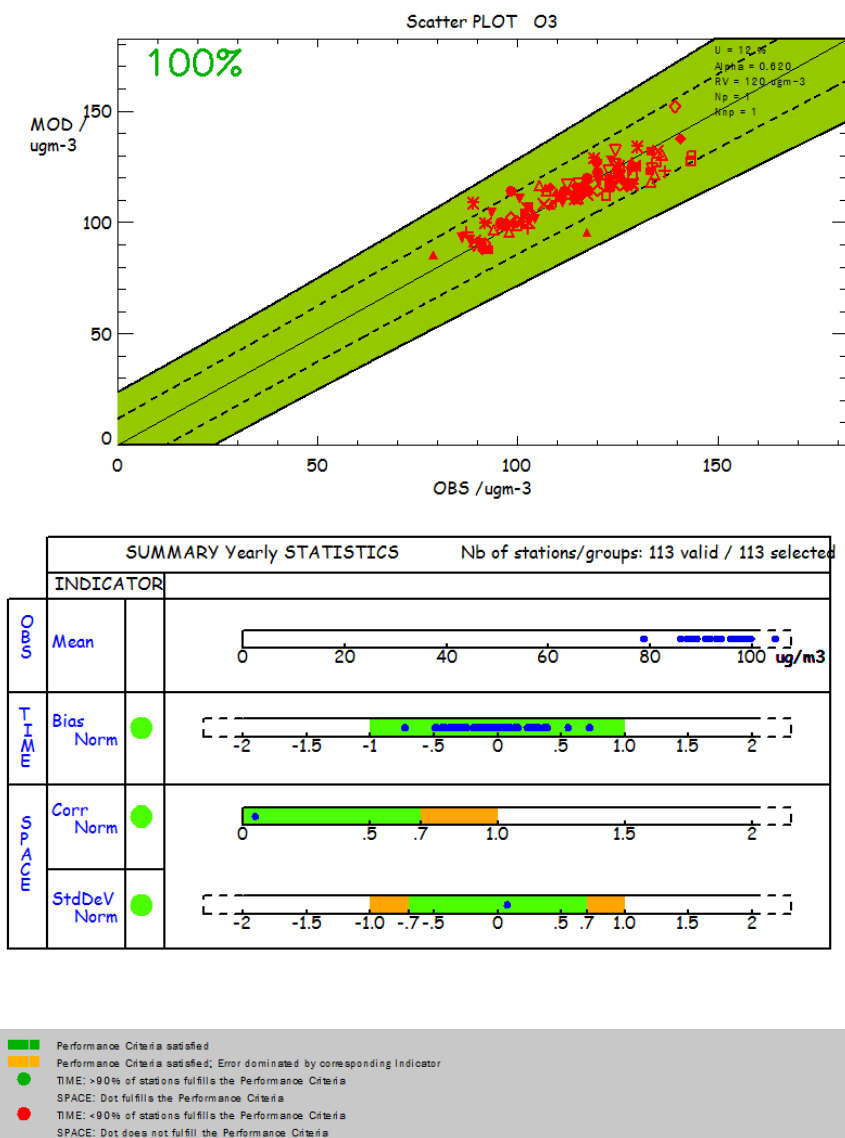 Scatter PLOT O3
100%
U = 12 %
Alpha = 0.620
RV = 120 ugm-3
Np = 1
Nnp = 1
MOD /
ugm-3
150
100
50
0
0 50 100 150
OBS /ugm-3
SUMMARY Yearly STATISTICS Nb of stations/groups: 113 valid / 113 selected
INDICATOR
OBS
Mean
0 20 40 60 80 100 ug/m3
TIME
Bias
Norm
-2 -1.5 -1 -.5 0 .5 1.0 1.5 2
SPACE
Corr
Norm
0 .5 .7 1.0 1.5 2
StdDeV
Norm
-2 -1.5 -1.0 -.7 -.5 0 .5 .7 1.0 1.5 2
Performance Criteria satisfied
Performance Criteria satisfied; Error dominated by corresponding Indicator
TIME: >90% of stations fulfills the Performance Criteria
SPACE: Dot fulfills the Performance Criteria
TIME: <90% of stations fulfills the Performance Criteria
SPACE: Dot does not fulfill the Performance Criteria